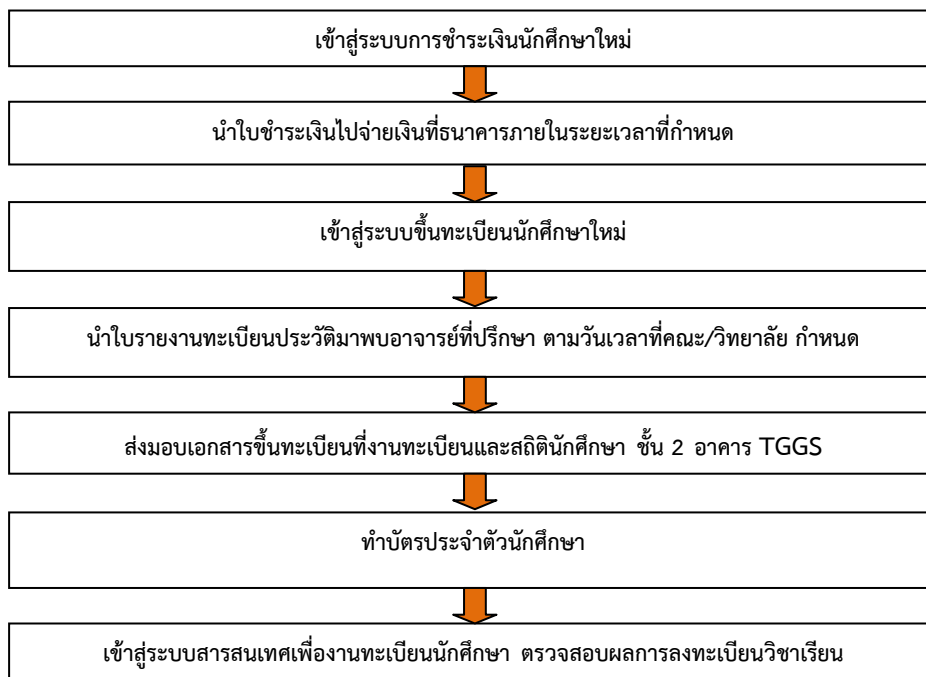 เข้าสู่ระบบการชำระเงินนักศึกษาใหม่
นำใบชำระเงินไปจ่ายเงินที่ธนาคารภายในระยะเวลาที่กำหนด
เข้าสู่ระบบขึ้นทะเบียนนักศึกษาใหม่
นำใบรายงานทะเบียนประวัติมาพบอาจารย์ที่ปรึกษา ตามวันเวลาที่คณะ/วิทยาลัย กำหนด
ส่งมอบเอกสารขึ้นทะเบียนที่งานทะเบียนและสถิตินักศึกษา ชั้น 2 อาคาร TGGS
ทำบัตรประจำตัวนักศึกษา
เข้าสู่ระบบสารสนเทศเพื่องานทะเบียนนักศึกษา ตรวจสอบผลการลงทะเบียนวิชาเรียน